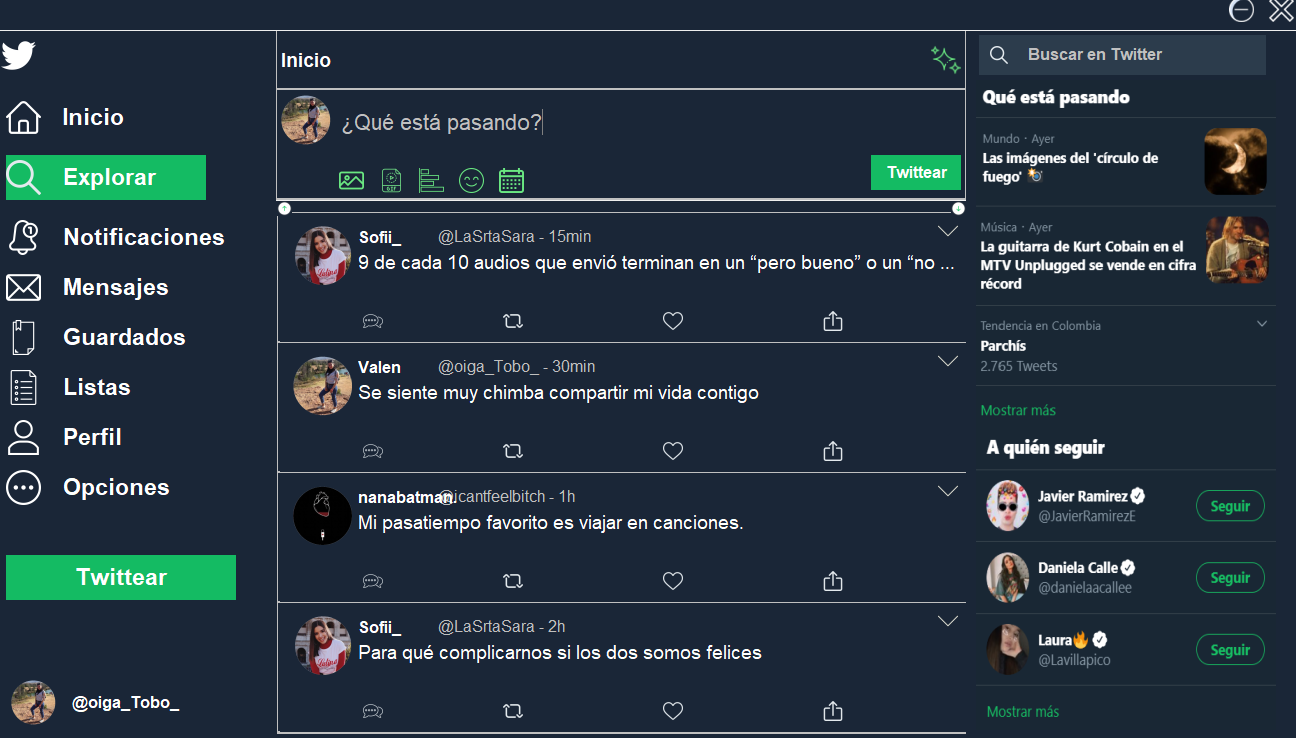 Inicio
Explorar
1
Notificaciones
Mensajes
Guardados
Listas
Perfil
Opciones
Twittear
@oiga_Tobo_
Inicio
¿Qué está pasando?
GIF
Twittear
Sofii_ @LaSrtaSara - 15min
9 de cada 10 audios que envió terminan en un “pero bueno” o un “no ...
Valen @oiga_Tobo_ - 30min
Se siente muy chimba compartir mi vida contigo
nanabatman. @icantfeelbitch - 1h
Mi pasatiempo favorito es viajar en canciones.
Sofii_ @LaSrtaSara - 2h
Para qué complicarnos si los dos somos felices
Buscar en Twitter
Qué está pasando
Mundo · Ayer
Las imágenes del 'círculo de
fuego' 💣
Música · Ayer
La guitarra de Kurt Cobain en el
MTV Unplugged se vende en cifra
récord
Tendencia en Colombia
Parchís
2.765 Tweets
Mostrar más
A quién seguir
Javier Ramirez
@JavierRamirezE
Seguir
Daniela Calle
@danielaacallee
Seguir
Laura🔥
@Lavillapico
Seguir
Mostrar más